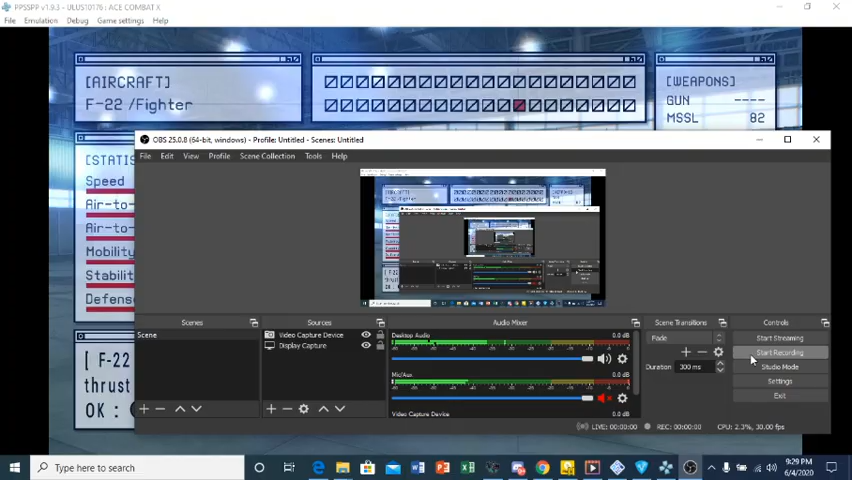 PPSSPP v1.9.3 - ULUS10176 : ACE COMBAT X
File Emulation Debug Game settings Help
[AIRCRAFT]
F-22 /Fighter
[WEAPONS]
GUN ----
MSSL 82
[STATIS
Speed
Air-to-
Air-to-
Mobility
Stabilit
Defens
[ F-22
thrust
OK : (
OBS 25.0.8 (64-bit, windows) - Profile: Untitled - Scenes: Untitled
File Edit View Profile Scene Collection Tools Help
Scenes
Scene
Sources
Video Capture Device
Display Capture
Audio Mixer
Desktop Audio 0.0 dB
Mic/Aux 0.0 dB
Video Capture Device 0.0 dB
Scene Transitions
Fade
Duration 300 ms
Controls
Start Streaming
Start Recording
Studio Mode
Settings
Exit
LIVE: 00:00:00 REC: 00:00:00 CPU: 2.3%, 30.00 fps
Type here to search
9:29 PM
6/4/2020